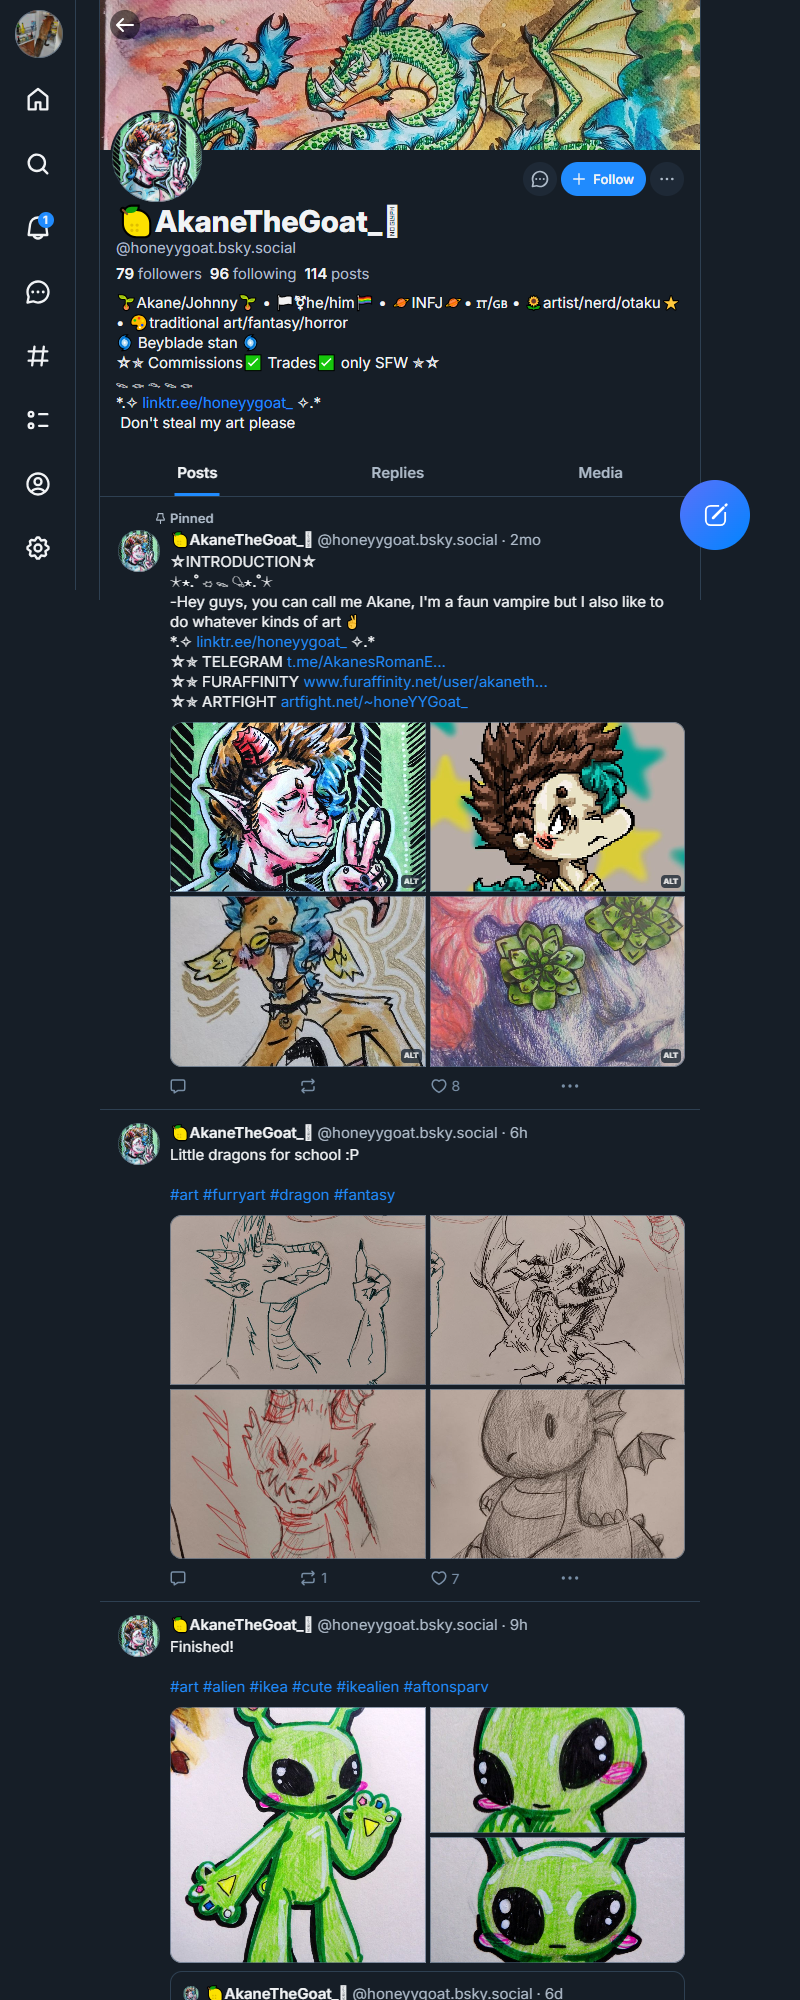 🍋AkaneTheGoat_
@honeyygoat.bsky.social
79 followers 96 following 114 posts
🌱Akane/Johnny🌱 • 🏳️⚧he/him🏳️‍🌈 • 🪐INFJ🪐 • ɪᴛ/ɢʙ • 🌻artist/nerd/otaku⭐
• 🎨traditional art/fantasy/horror
🧿 Beyblade stan 🧿
☆✯ Commissions✅ Trades✅ only SFW ✯☆
*.✧ linktr.ee/honeyygoat_ ✧.*
Don't steal my art please
+ Follow
Posts
Replies
Media
1
Pinned
🍋AkaneTheGoat_ @honeyygoat.bsky.social · 2mo
☆INTRODUCTION☆
-Hey guys, you can call me Akane, I'm a faun vampire but I also like to
do whatever kinds of art ✌️
*.✧ linktr.ee/honeyygoat_ ✧.*
☆✯ TELEGRAM t.me/AkanesRomanE...
☆✯ FURAFFINITY www.furaffinity.net/user/akaneth...
☆✯ ARTFIGHT artfight.net/~honeYYGoat_
ALT
ALT
ALT
ALT
8
🍋AkaneTheGoat_ @honeyygoat.bsky.social · 6h
Little dragons for school :P
#art #furryart #dragon #fantasy
1
7
🍋AkaneTheGoat_ @honeyygoat.bsky.social · 9h
Finished!
#art #alien #ikea #cute #ikealien #aftonsparv
🍋AkaneTheGoat_ @honeyygoat.bsky.social · 6d